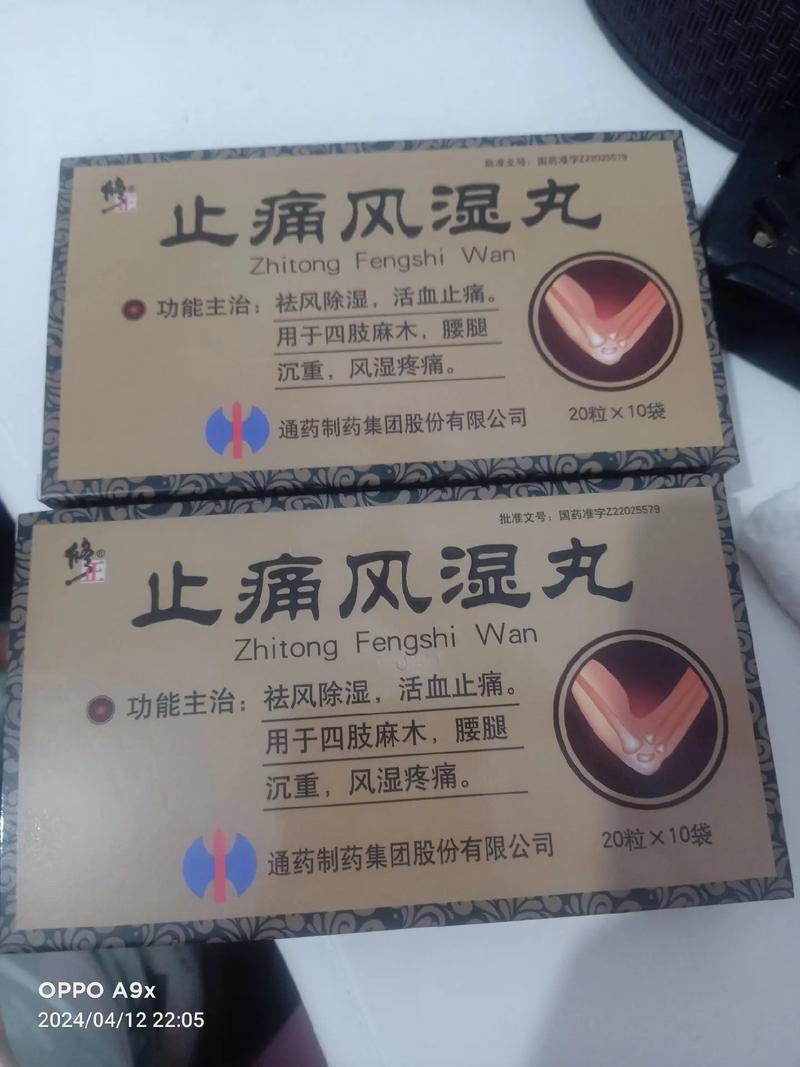 批准文号：国药准字Z22025579
修正®
止痛风湿丸
Zhitong Fengshi Wan
功能主治：祛风除湿，活血止痛。
用于四肢麻木，腰腿
沉重，风湿疼痛。
通药制药集团股份有限公司
20粒×10袋
批准文号：国药准字Z22025579
修正®
止痛风湿丸
Zhitong Fengshi Wan
功能主治：祛风除湿，活血止痛。
用于四肢麻木，腰腿
沉重，风湿疼痛。
通药制药集团股份有限公司
20粒×10袋
OPPO A9x
2024/04/12 22:05